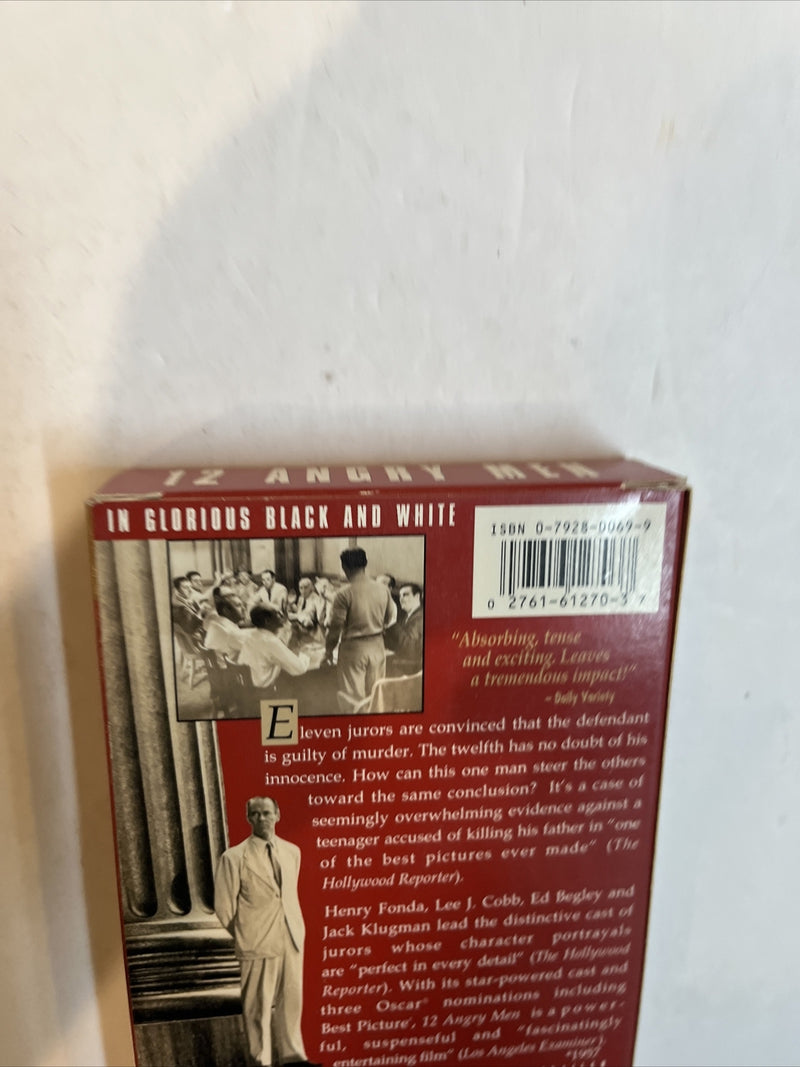 12 ANGRY MEN
IN GLORIOUS BLACK AND WHITE
ISBN 0-7928-0069-9
0 2761-61270-3 7
"Absorbing, tense
and exciting. Leaves
a tremendous impact!"
– Daily Variety
Eleven jurors are convinced that the defendant
is guilty of murder. The twelfth has no doubt of his
innocence. How can this one man steer the others
toward the same conclusion? It's a case of
seemingly overwhelming evidence against a
teenager accused of killing his father in "one
of the best pictures ever made" (The
Hollywood Reporter).
Henry Fonda, Lee J. Cobb, Ed Begley and
Jack Klugman lead the distinctive cast of
jurors whose character portrayals
are "perfect in every detail" (The Hollywood
Reporter). With its star-powered cast and
three Oscar® nominations including
Best Picture*, 12 Angry Men is a power-
ful, suspenseful and "fascinatingly
entertaining film" (Los Angeles Examiner).
*1957